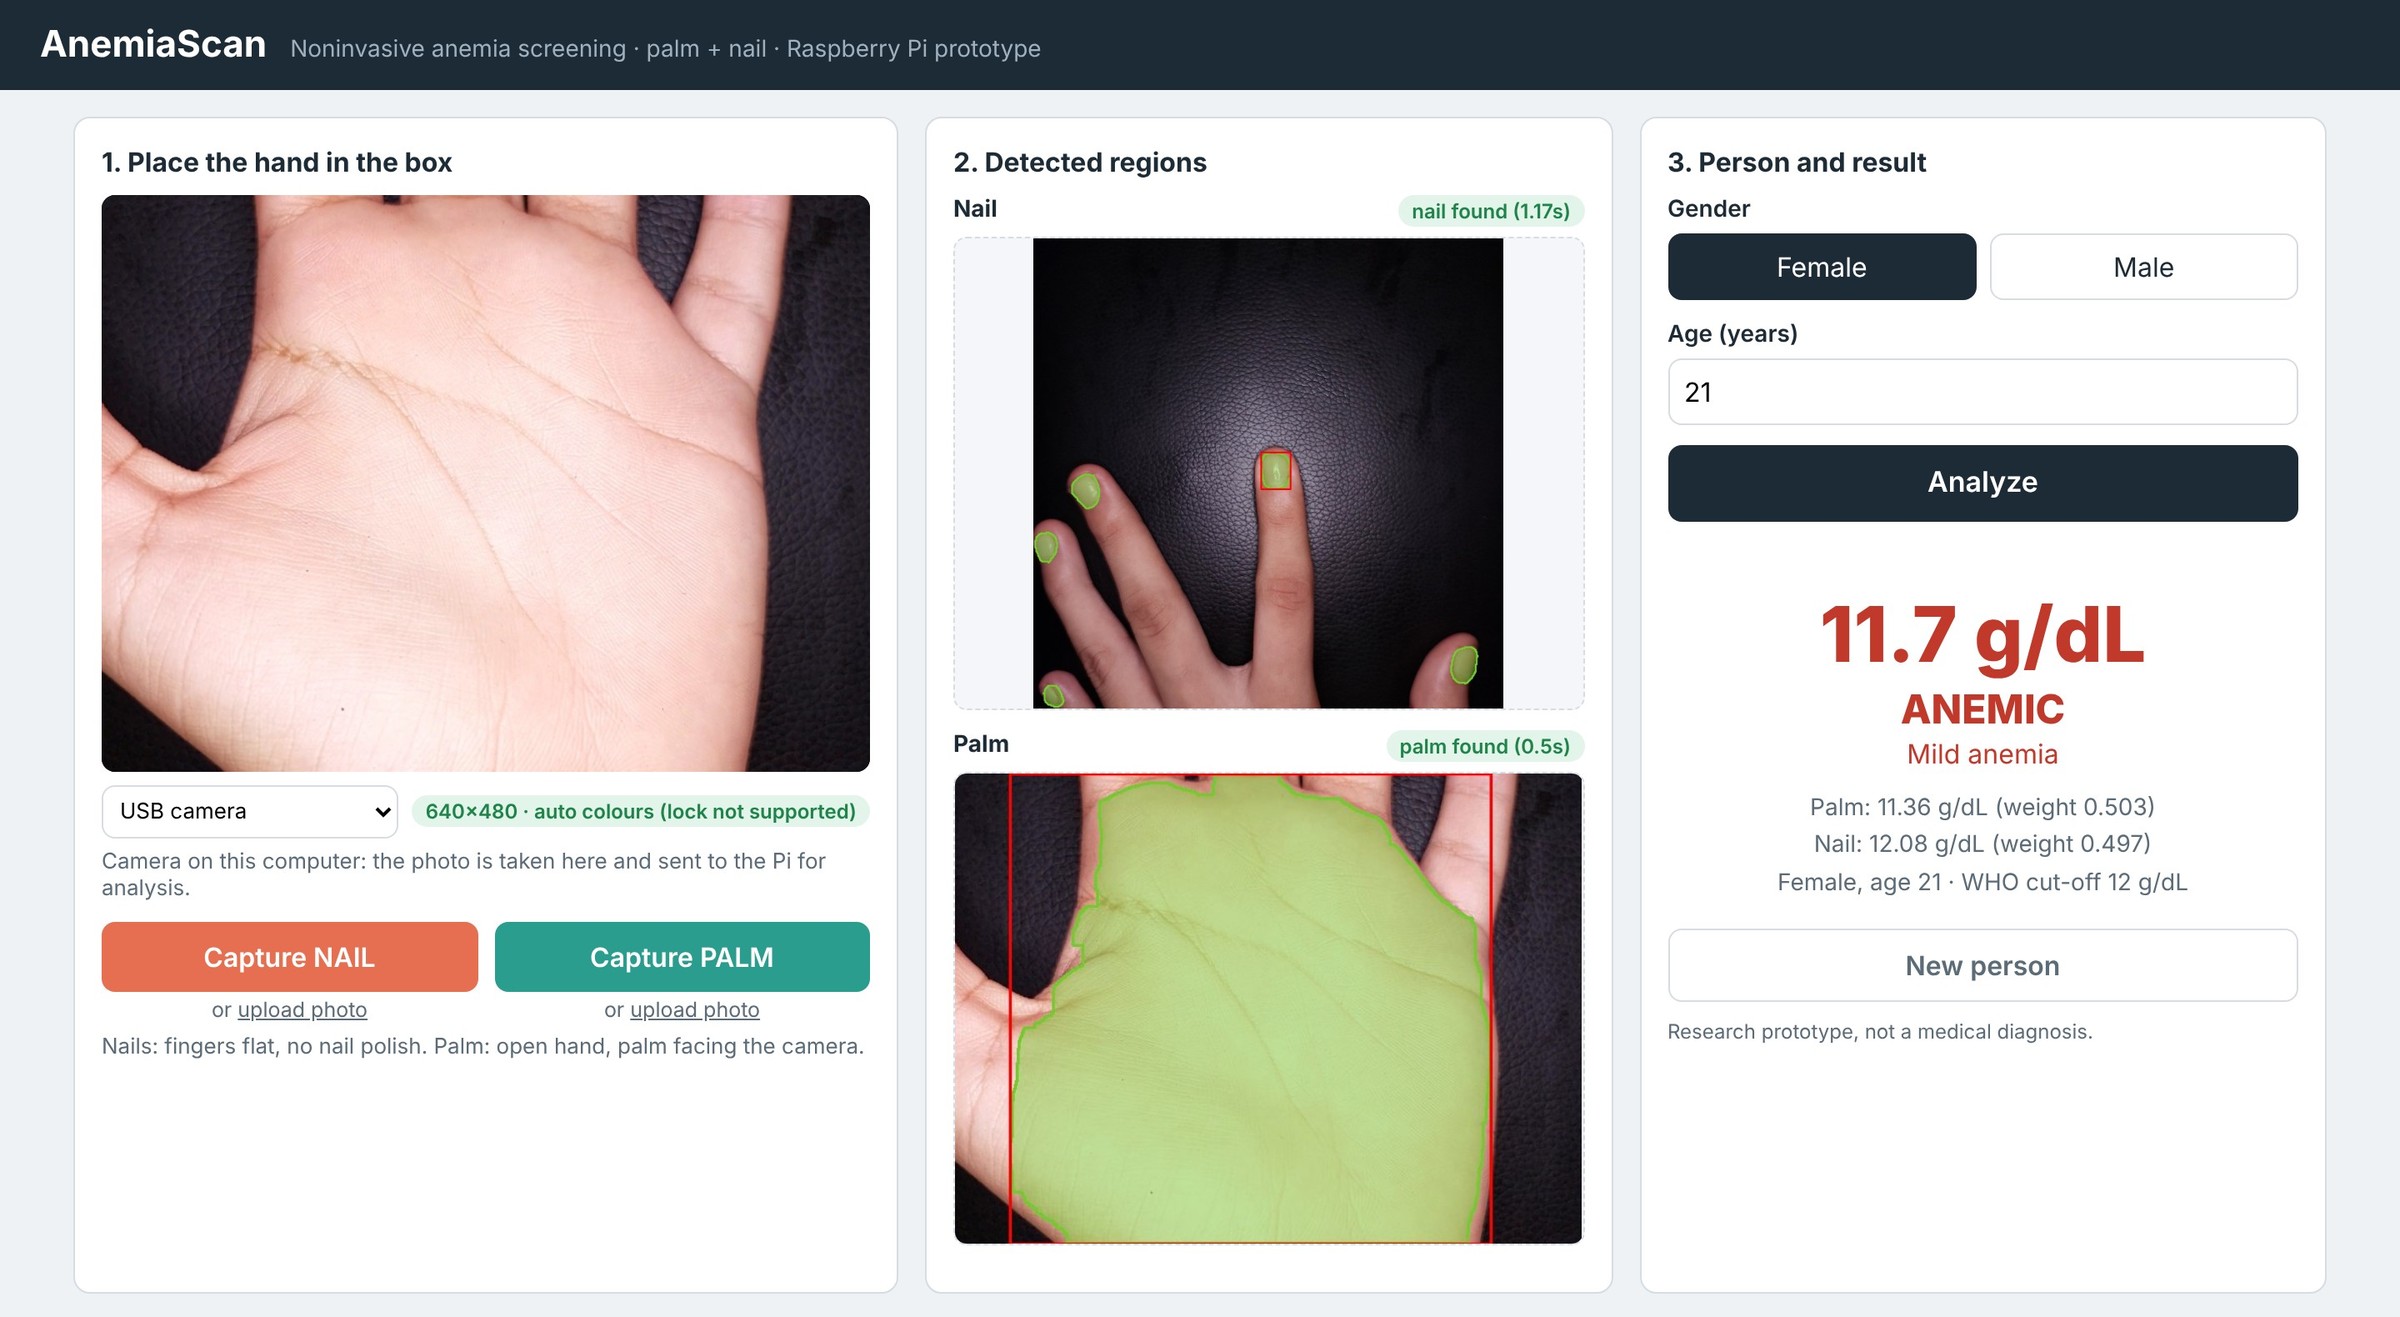 AnemiaScan Noninvasive anemia screening · palm + nail · Raspberry Pi prototype
1. Place the hand in the box
USB camera
640×480 · auto colours (lock not supported)
Camera on this computer: the photo is taken here and sent to the Pi for
analysis.
Capture NAIL
Capture PALM
or upload photo
or upload photo
Nails: fingers flat, no nail polish. Palm: open hand, palm facing the camera.
2. Detected regions
Nail
nail found (1.17s)
Palm
palm found (0.5s)
3. Person and result
Gender
Female
Male
Age (years)
21
Analyze
11.7 g/dL
ANEMIC
Mild anemia
Palm: 11.36 g/dL (weight 0.503)
Nail: 12.08 g/dL (weight 0.497)
Female, age 21 · WHO cut-off 12 g/dL
New person
Research prototype, not a medical diagnosis.